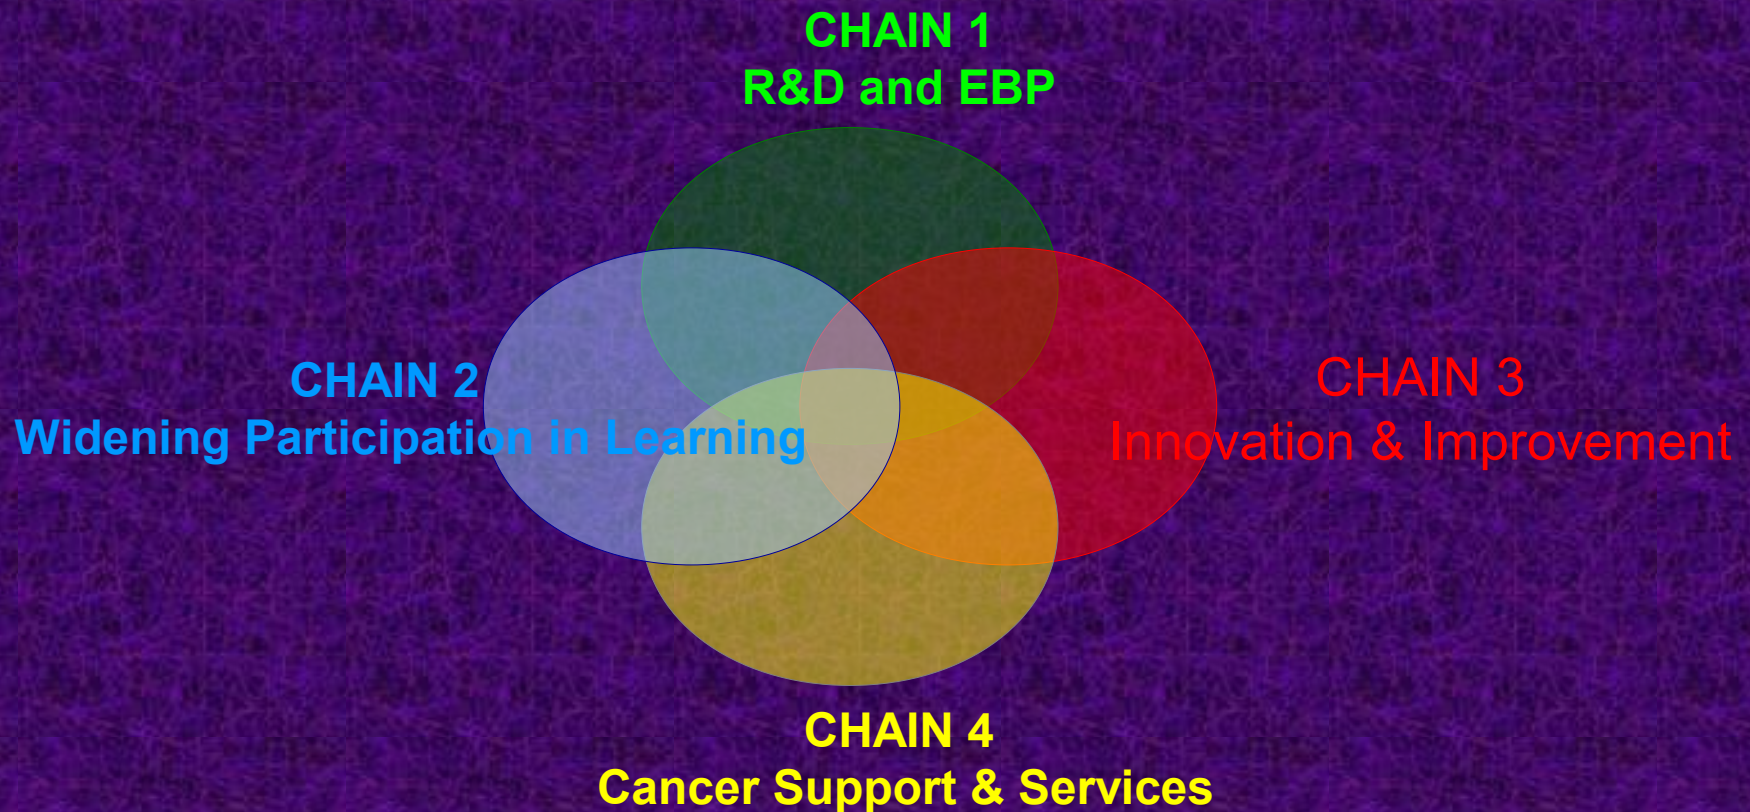 CHAIN 1
R&D and EBP
CHAIN 2
Widening Participation in Learning
CHAIN 3
Innovation & Improvement
CHAIN 4
Cancer Support & Services